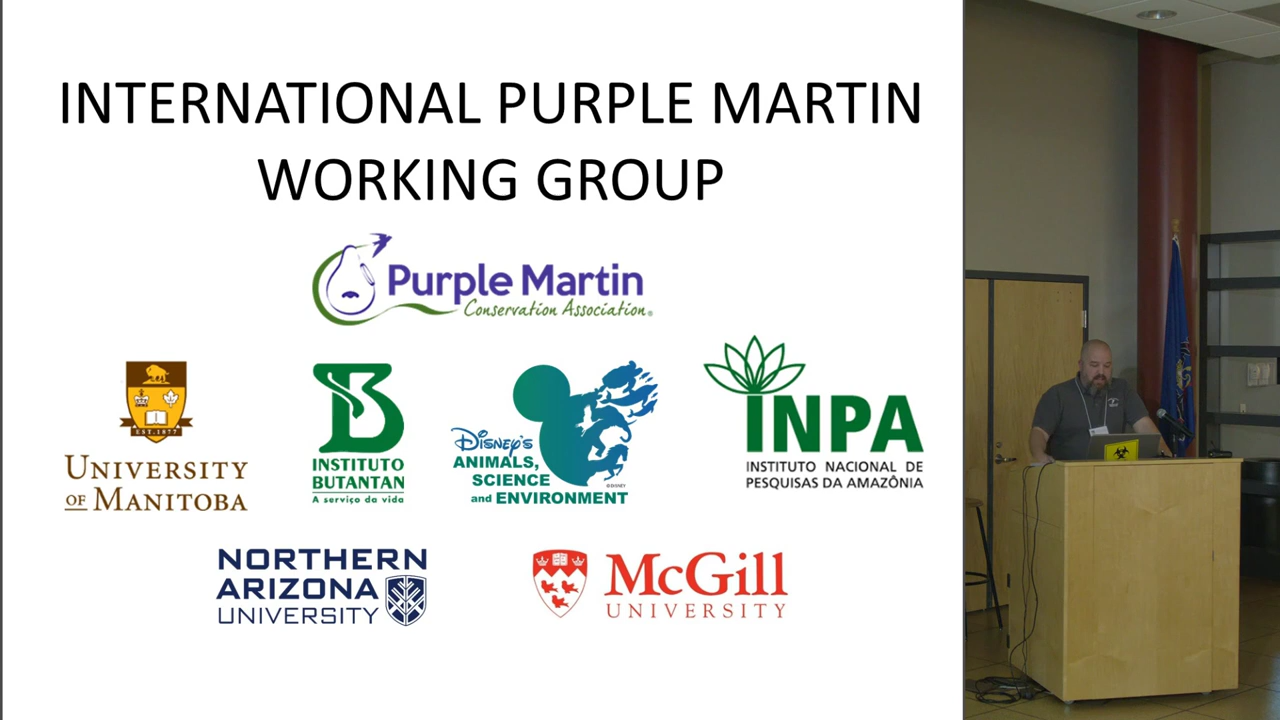 INTERNATIONAL PURPLE MARTIN
WORKING GROUP
Purple Martin
Conservation Association®
EST. 1877
UNIVERSITY
OF MANITOBA
INSTITUTO
BUTANTAN
A serviço da vida
DISNEY'S
ANIMALS,
SCIENCE
and ENVIRONMENT
© DISNEY
INPA
INSTITUTO NACIONAL DE
PESQUISAS DA AMAZÔNIA
NORTHERN
ARIZONA
UNIVERSITY
McGill
UNIVERSITY